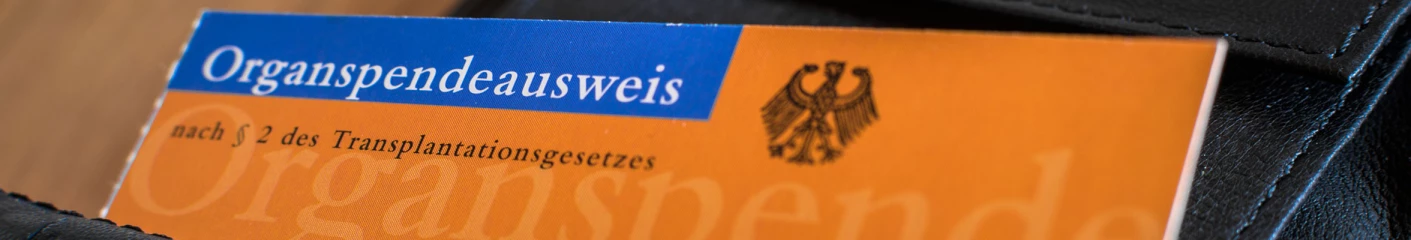 Organspendeausweis
nach § 2 des Transplantationsgesetzes
Organspende